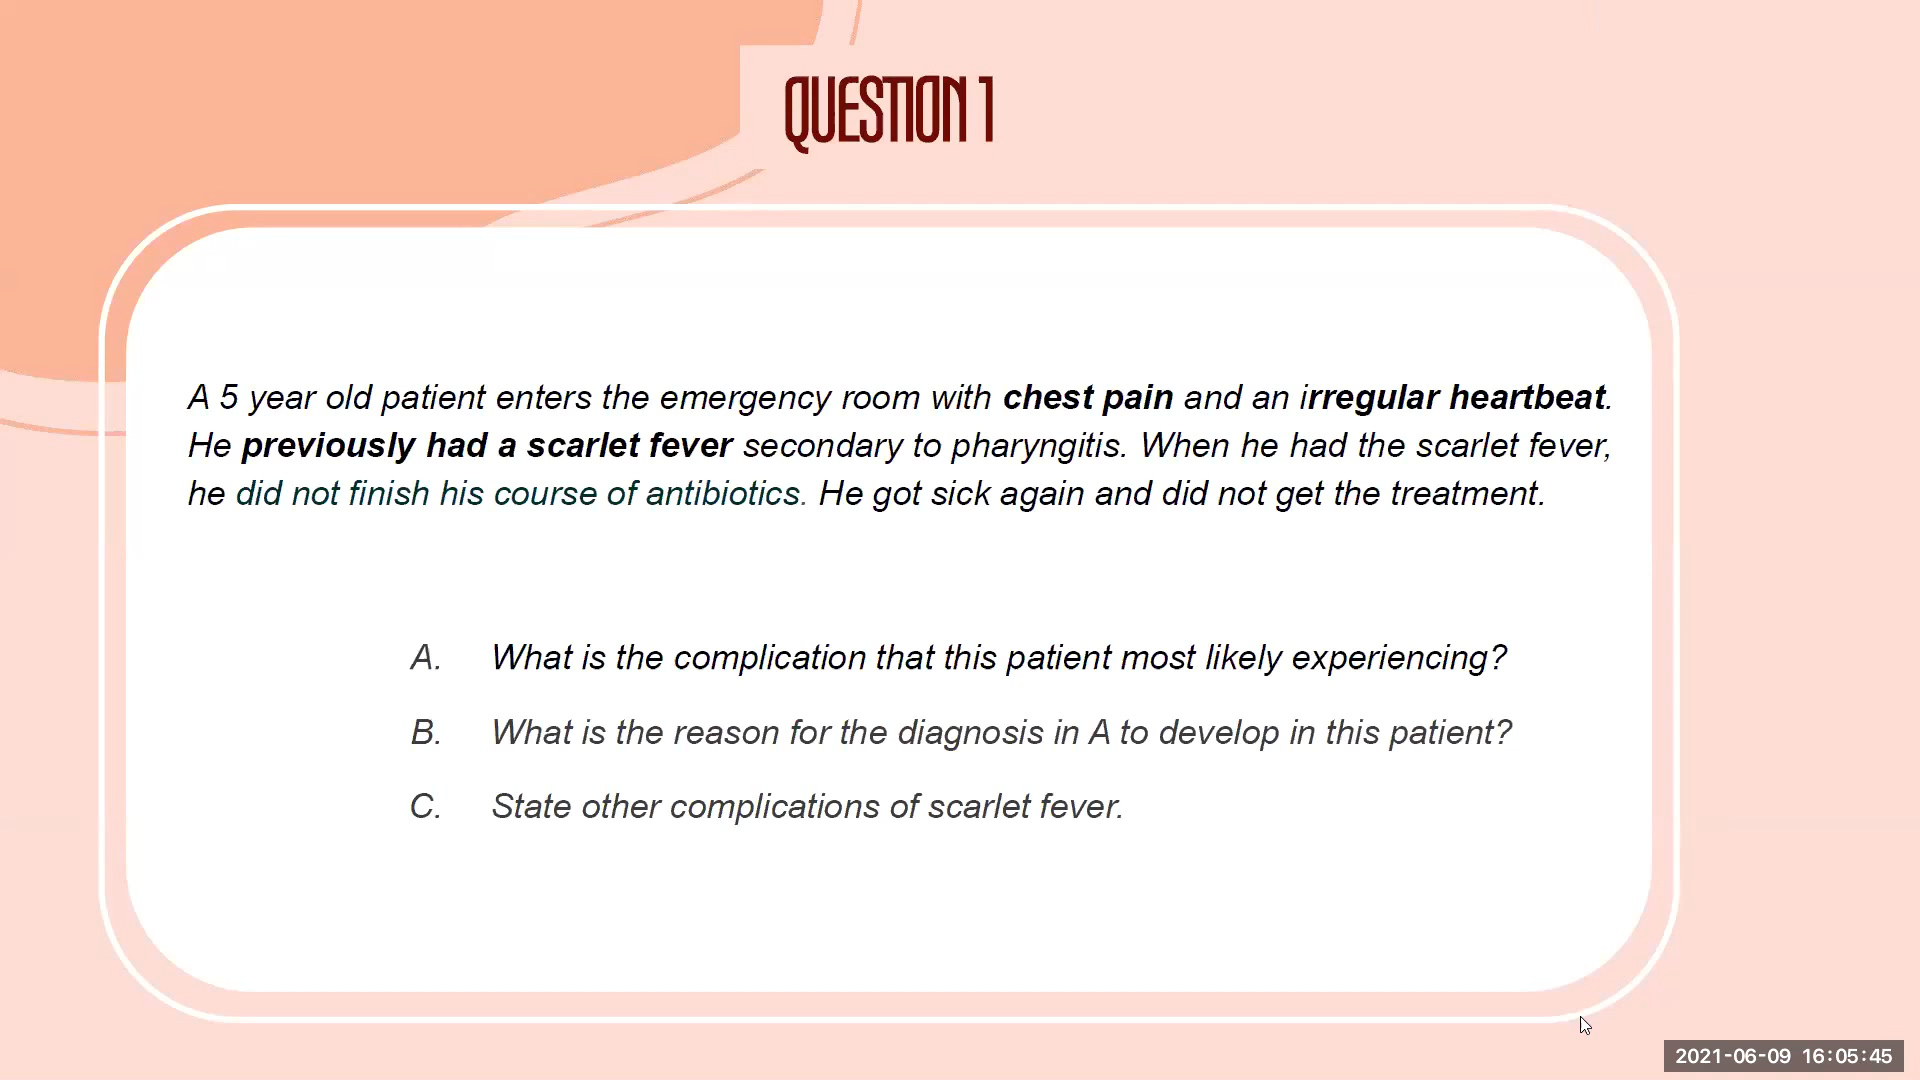 QUESTION 1
A 5 year old patient enters the emergency room with chest pain and an irregular heartbeat.
He previously had a scarlet fever secondary to pharyngitis. When he had the scarlet fever,
he did not finish his course of antibiotics. He got sick again and did not get the treatment.
A. What is the complication that this patient most likely experiencing?
B. What is the reason for the diagnosis in A to develop in this patient?
C. State other complications of scarlet fever.
2021-06-09 16:05:45